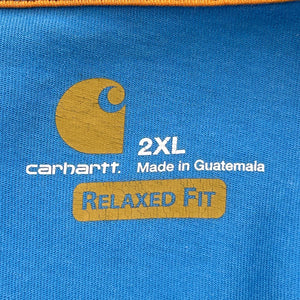 2XL
carhartt. Made in Guatemala
RELAXED FIT